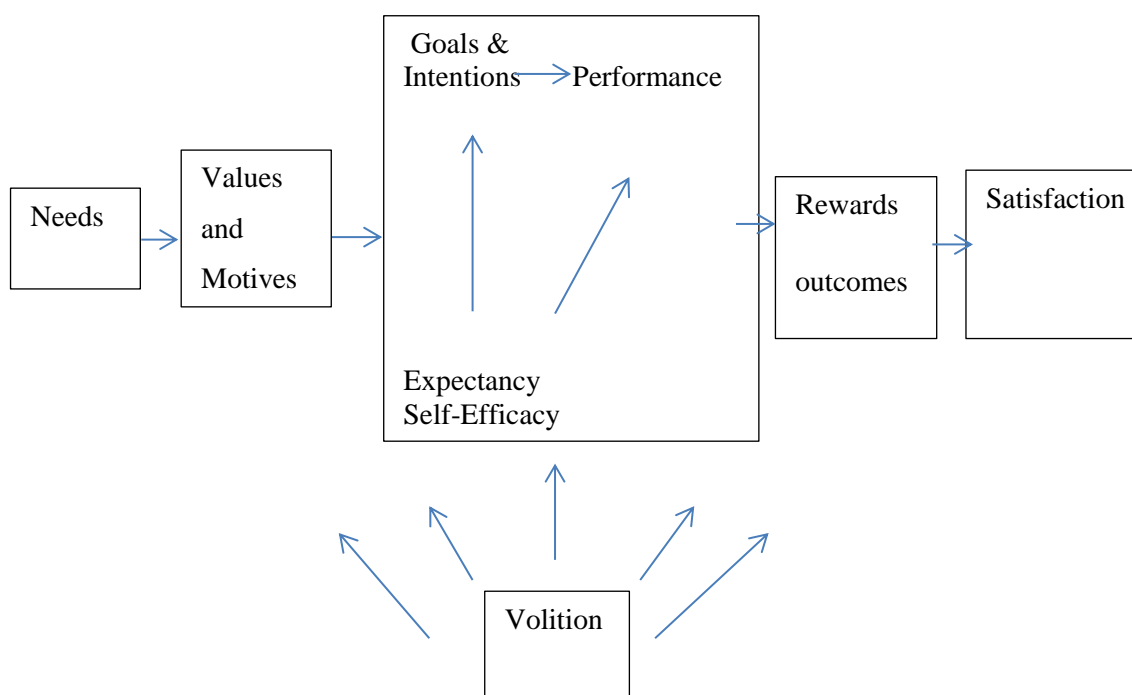 Goals &
Intentions Performance
Needs
Values
and
Motives
Expectancy
Self-Efficacy
Rewards
outcomes
Satisfaction
Volition